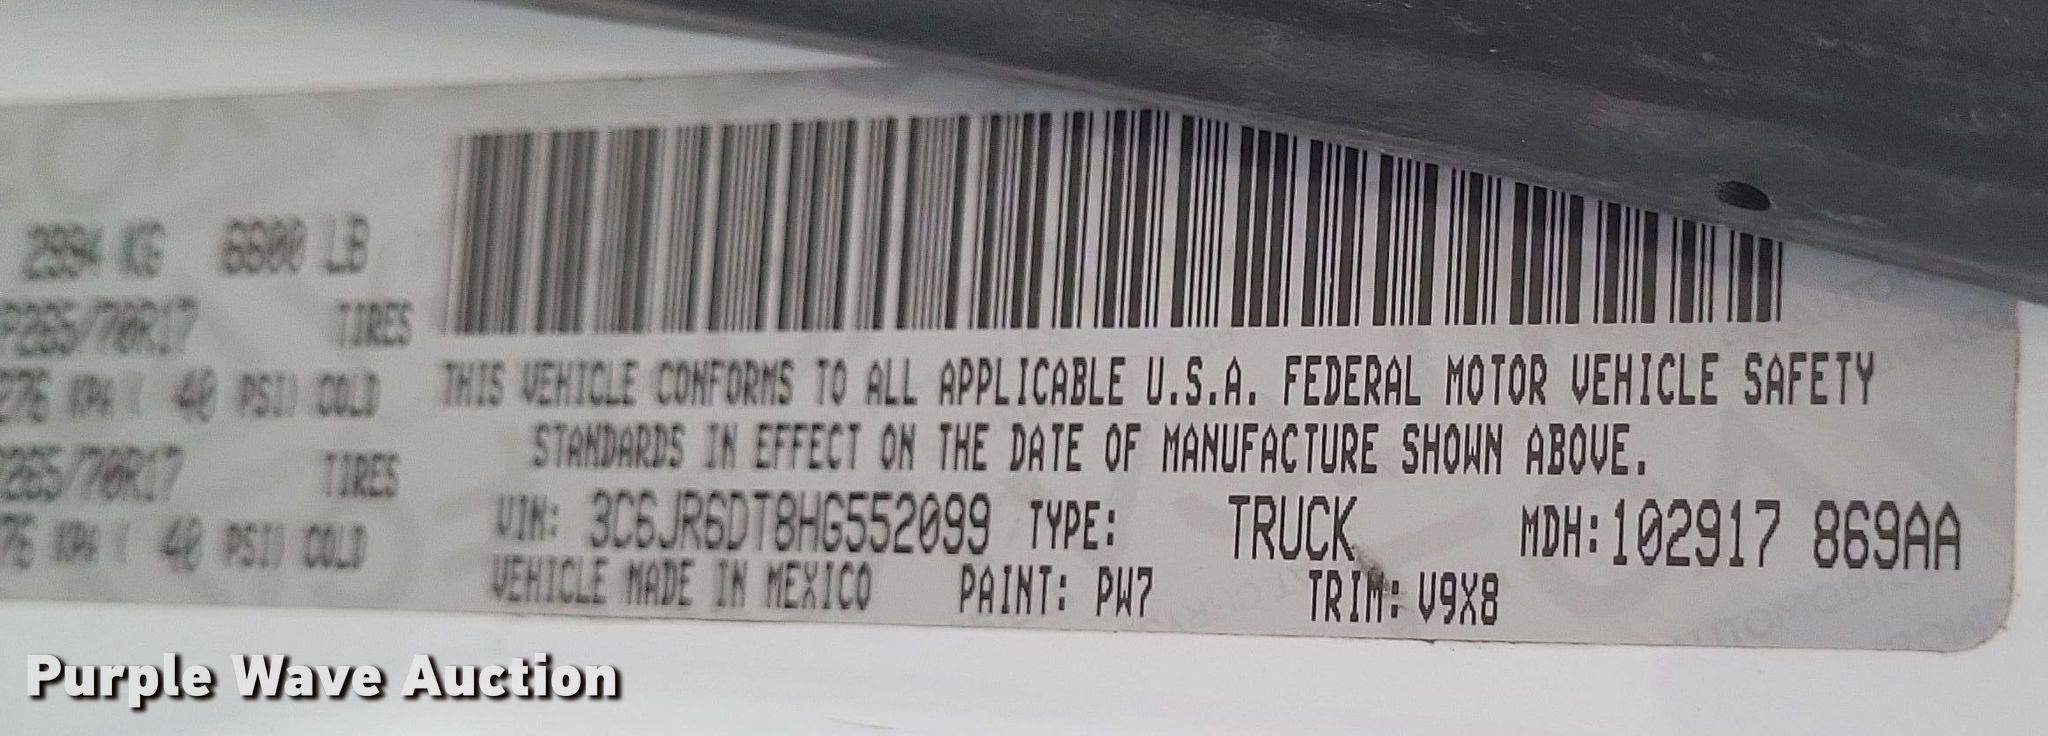 2994 KG 6600 LB
P265/70R17 TIRES
276 KPA ( 40 PSI) COLD
P265/70R17 TIRES
276 KPA ( 40 PSI) COLD
THIS VEHICLE CONFORMS TO ALL APPLICABLE U.S.A. FEDERAL MOTOR VEHICLE SAFETY
STANDARDS IN EFFECT ON THE DATE OF MANUFACTURE SHOWN ABOVE.
VIN: 3C6JR6DT8HG552099 TYPE: TRUCK MDH:102917 869AA
VEHICLE MADE IN MEXICO PAINT: PW7 TRIM: V9X8
Purple Wave Auction